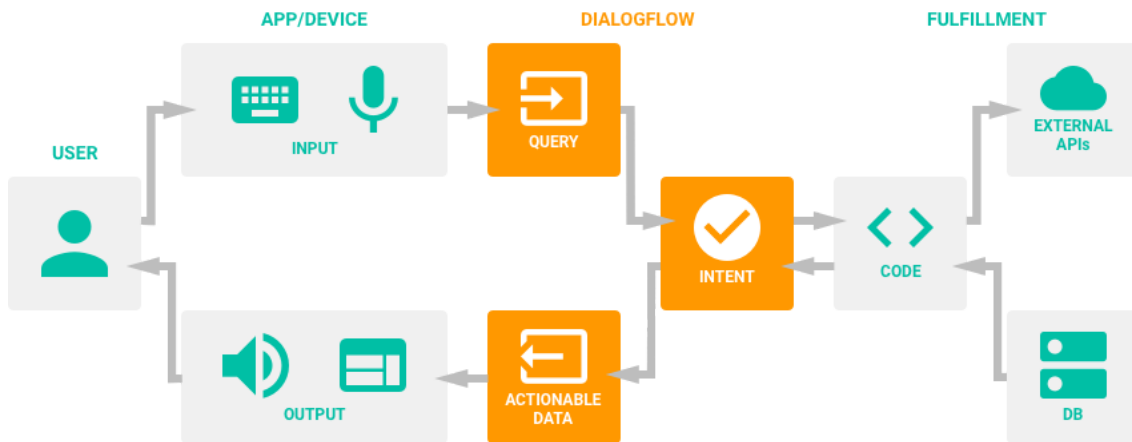 APP/DEVICE
DIALOGFLOW
FULFILLMENT
INPUT
QUERY
EXTERNAL
APIs
USER
INTENT
CODE
OUTPUT
ACTIONABLE
DATA
DB